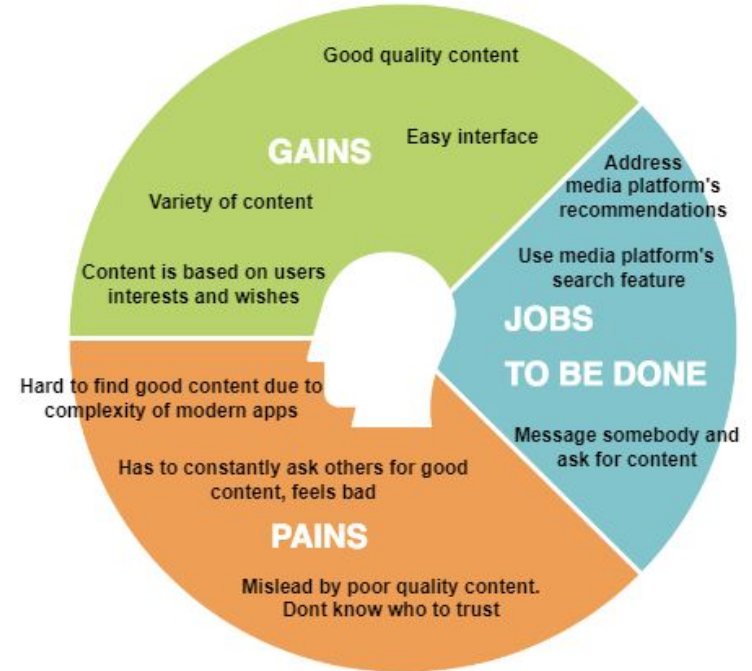 Good quality content
Easy interface
GAINS
Variety of content
Content is based on users
interests and wishes
Address
media platform's
recommendations
Use media platform's
search feature
JOBS
TO BE DONE
Message somebody and
ask for content
Hard to find good content due to
complexity of modern apps
Has to constantly ask others for good
content, feels bad
PAINS
Mislead by poor quality content.
Dont know who to trust